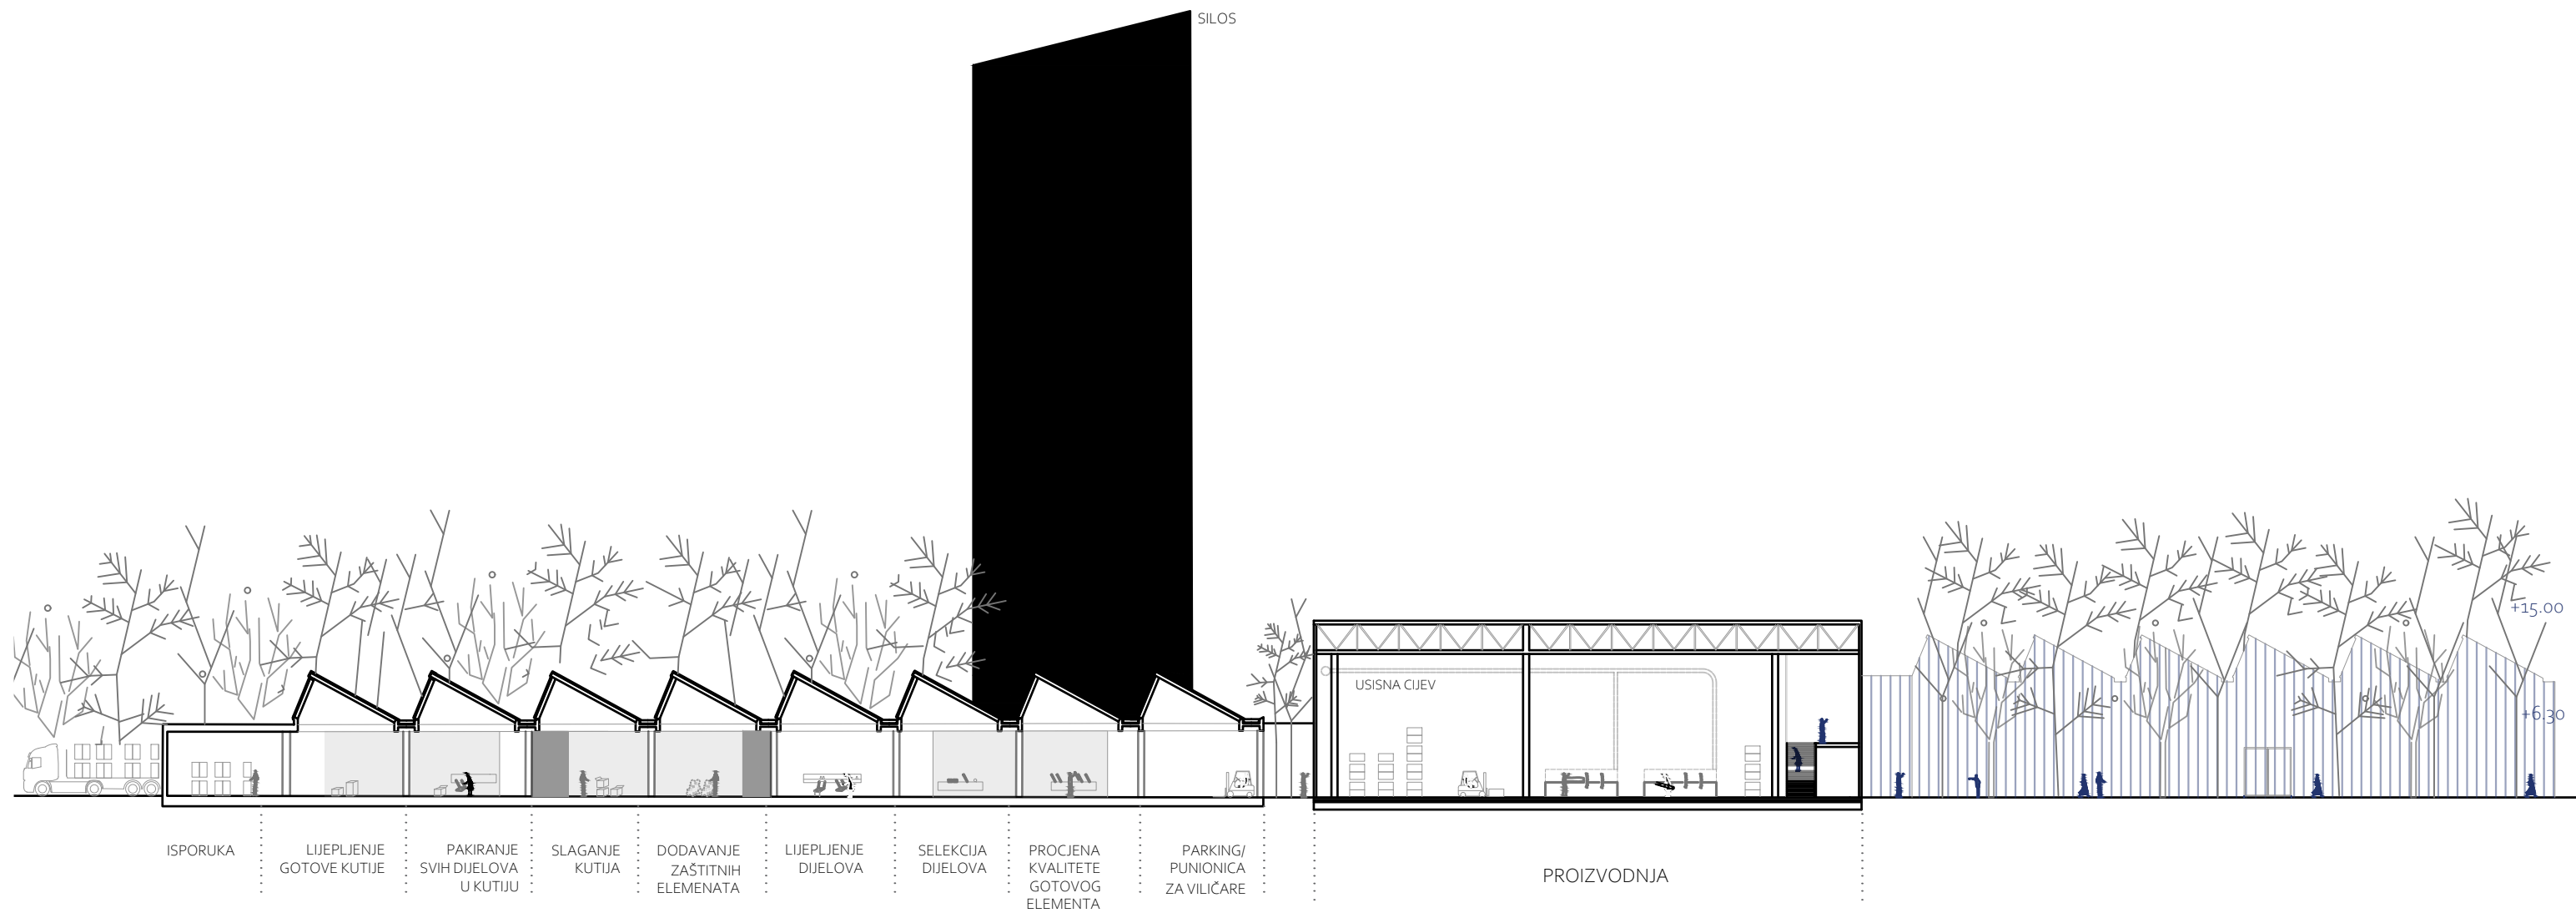 SILOS
+15.00
USISNA CIJEV
+6.30
ISPORUKA
LIJEPLJENJE
GOTOVE KUTIJE
PAKIRANJE
SVIH DIJELOVA
U KUTIJU
SLAGANJE
KUTIJA
DODAVANJE
ZAŠTITNIH
ELEMENATA
LIJEPLJENJE
DIJELOVA
SELEKCIJA
DIJELOVA
PROCJENA
KVALITETE
GOTOVOG
ELEMENTA
PARKING/
PUNIONICA
ZA VILIČARE
PROIZVODNJA